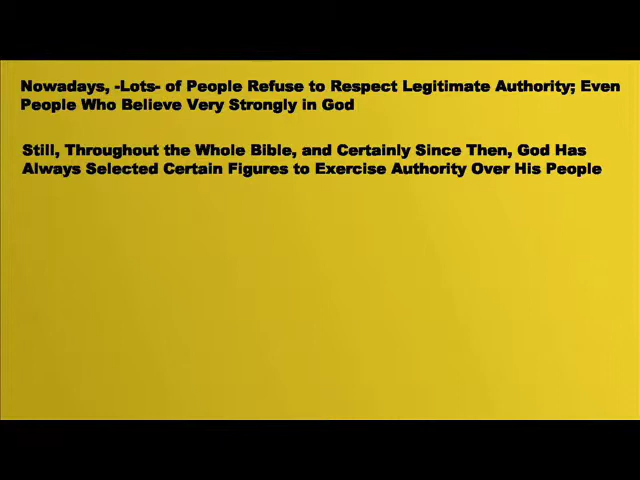 Nowadays, -Lots- of People Refuse to Respect Legitimate Authority; Even
People Who Believe Very Strongly in God
Still, Throughout the Whole Bible, and Certainly Since Then, God Has
Always Selected Certain Figures to Exercise Authority Over His People